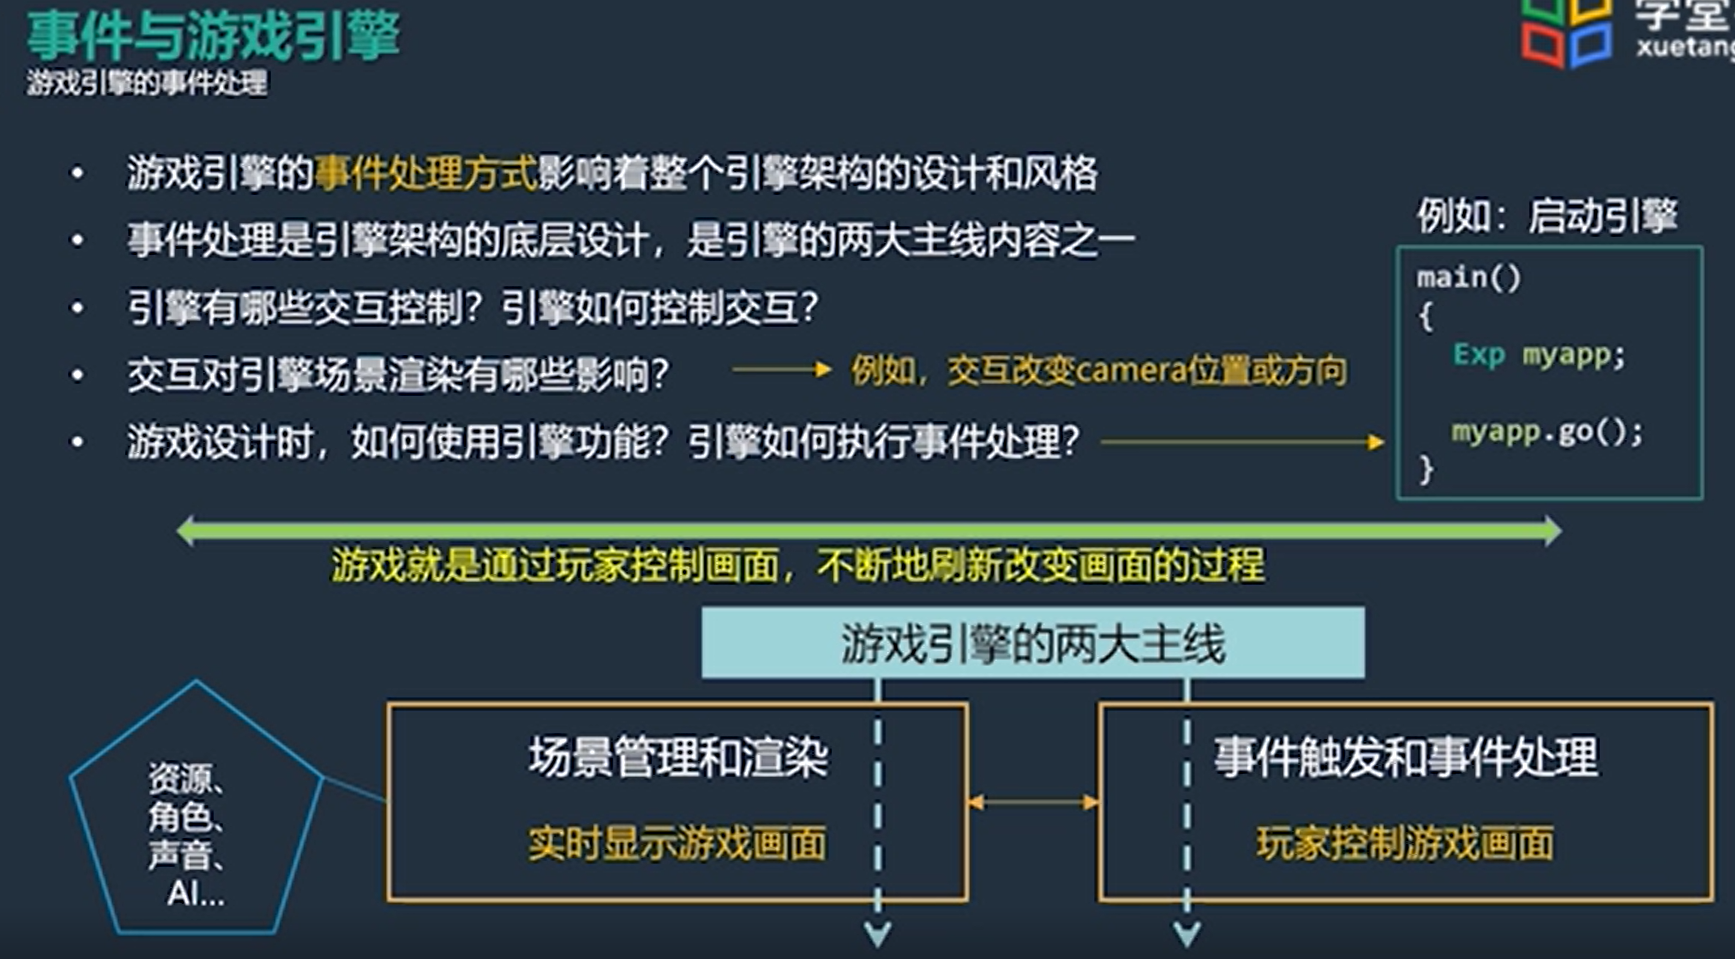 事件与游戏引擎
学堂
游戏引擎的事件处理
xuetang
• 游戏引擎的事件处理方式影响着整个引擎架构的设计和风格
• 事件处理是引擎架构的底层设计，是引擎的两大主线内容之一
• 引擎有哪些交互控制？引擎如何控制交互？
• 交互对引擎场景渲染有哪些影响？
例如，交互改变camera位置或方向
• 游戏设计时，如何使用引擎功能？引擎如何执行事件处理？
例如：启动引擎
main()
{
Exp myapp;
myapp.go();
}
游戏就是通过玩家控制画面，不断地刷新改变画面的过程
游戏引擎的两大主线
资源、
角色、
声音、
AI...
场景管理和渲染
实时显示游戏画面
事件触发和事件处理
玩家控制游戏画面